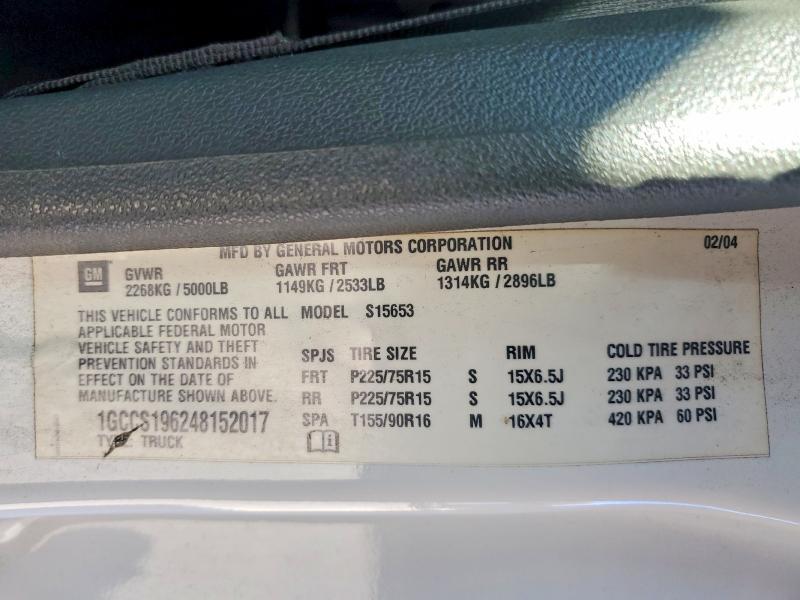 MFD BY GENERAL MOTORS CORPORATION 02/04
GM GVWR GAWR FRT GAWR RR
2268KG / 5000LB 1149KG / 2533LB 1314KG / 2896LB
THIS VEHICLE CONFORMS TO ALL MODEL S15653
APPLICABLE FEDERAL MOTOR
VEHICLE SAFETY AND THEFT
PREVENTION STANDARDS IN
EFFECT ON THE DATE OF
MANUFACTURE SHOWN ABOVE.
SPJS TIRE SIZE RIM COLD TIRE PRESSURE
FRT P225/75R15 S 15X6.5J 230 KPA 33 PSI
RR P225/75R15 S 15X6.5J 230 KPA 33 PSI
SPA T155/90R16 M 16X4T 420 KPA 60 PSI
1GCCS196248152017
TYPE: TRUCK